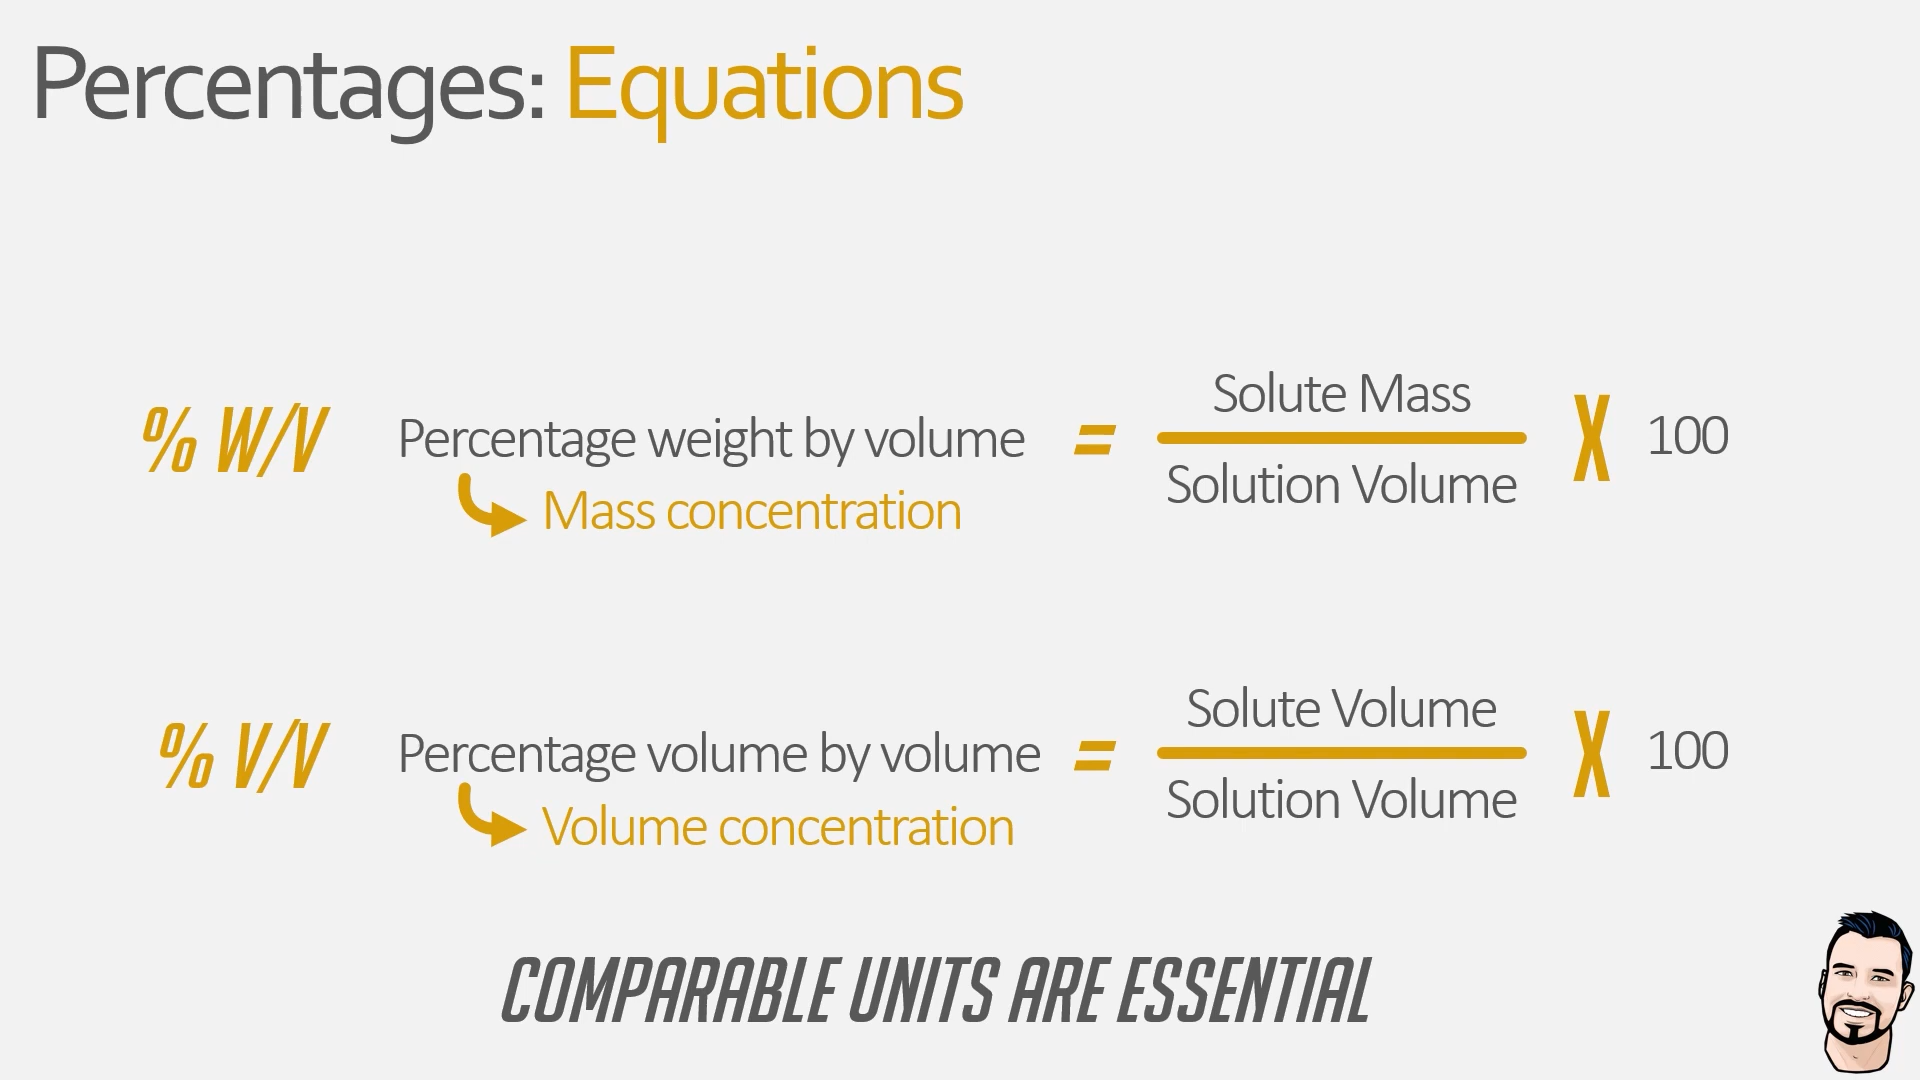 Percentages: Equations
% W/V Percentage weight by volume = Solute Mass
Solution Volume X 100
Mass concentration
% V/V Percentage volume by volume = Solute Volume
Solution Volume X 100
Volume concentration
COMPARABLE UNITS ARE ESSENTIAL